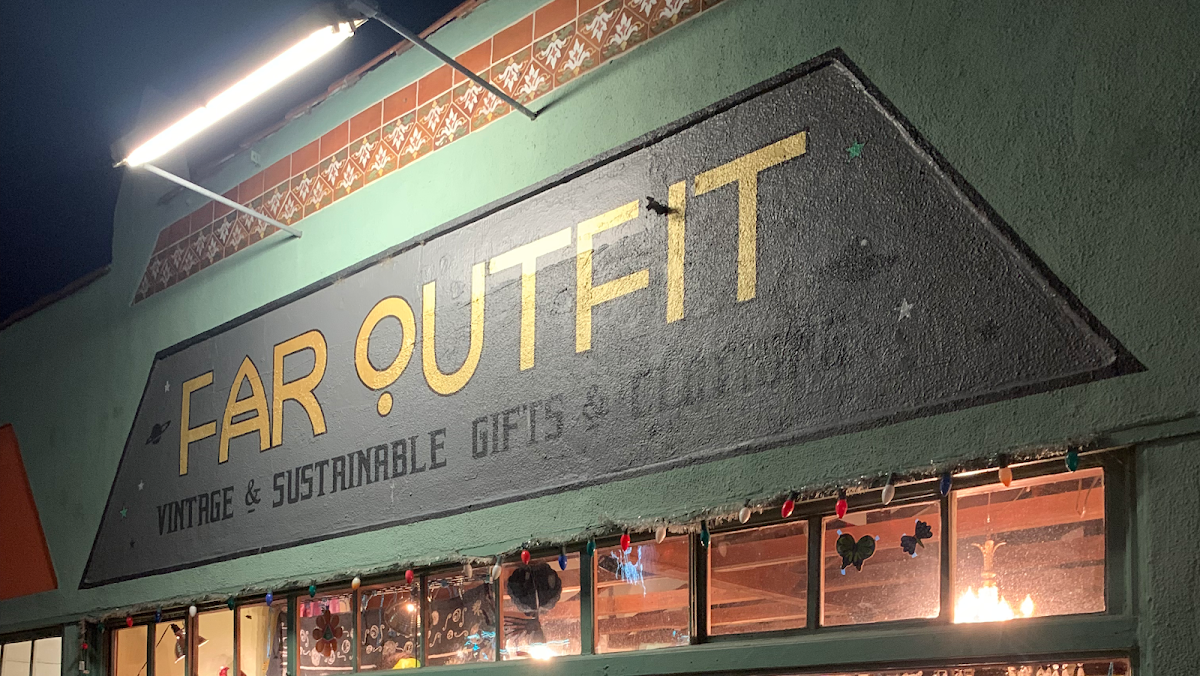 FAR OUTFIT
VINTAGE & SUSTAINABLE GIFTS & CLOTHING